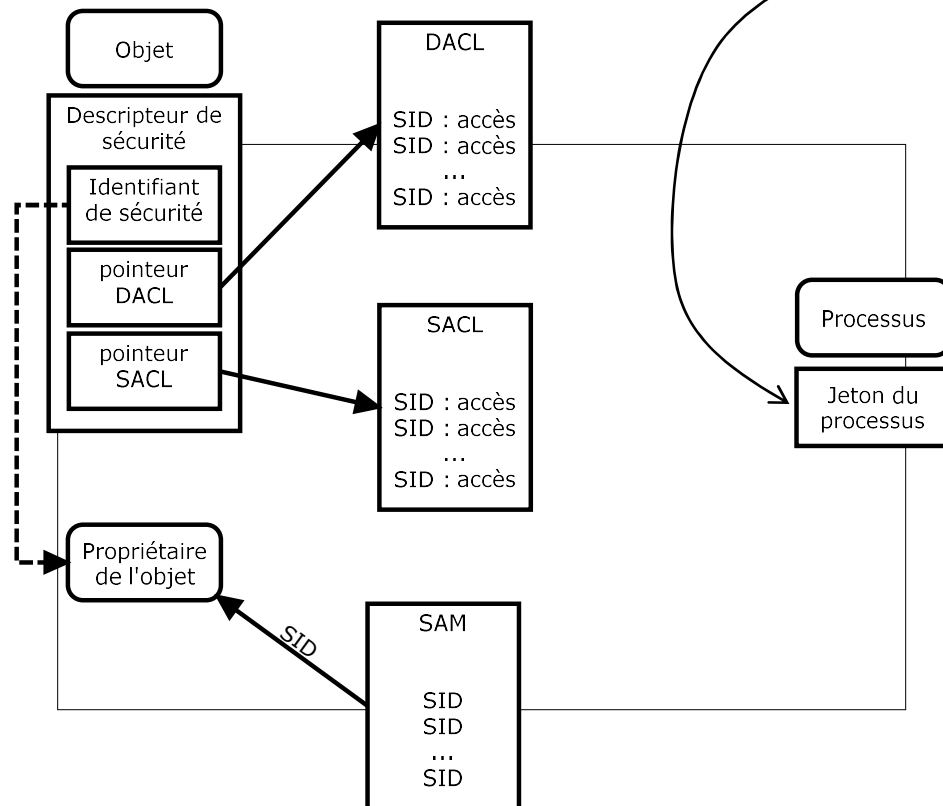 Objet
Descripteur de
sécurité
Identifiant
de sécurité
pointeur
DACL
pointeur
SACL
DACL
SID : accès
SID : accès
...
SID : accès
SACL
SID : accès
SID : accès
...
SID : accès
Processus
Jeton du
processus
Propriétaire
de l'objet
SID
SAM
SID
SID
...
SID